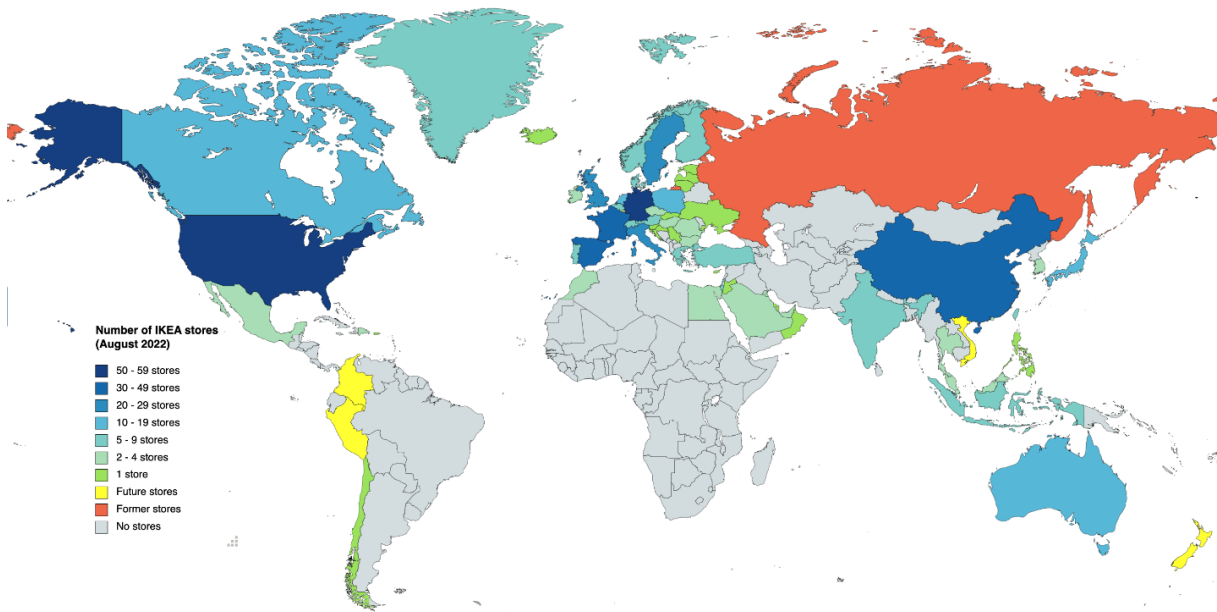 Number of IKEA stores
(August 2022)
50 - 59 stores
30 - 49 stores
20 - 29 stores
10 - 19 stores
5 - 9 stores
2 - 4 stores
1 store
Future stores
Former stores
No stores